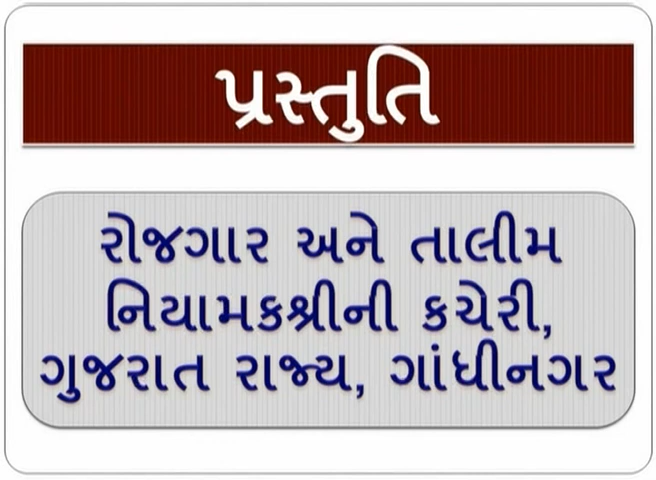 પ્રસ્તુતિ
રોજગાર અને તાલીમ
નિયામકશ્રીની કચેરી,
ગુજરાત રાજ્ય, ગાંધીનગર